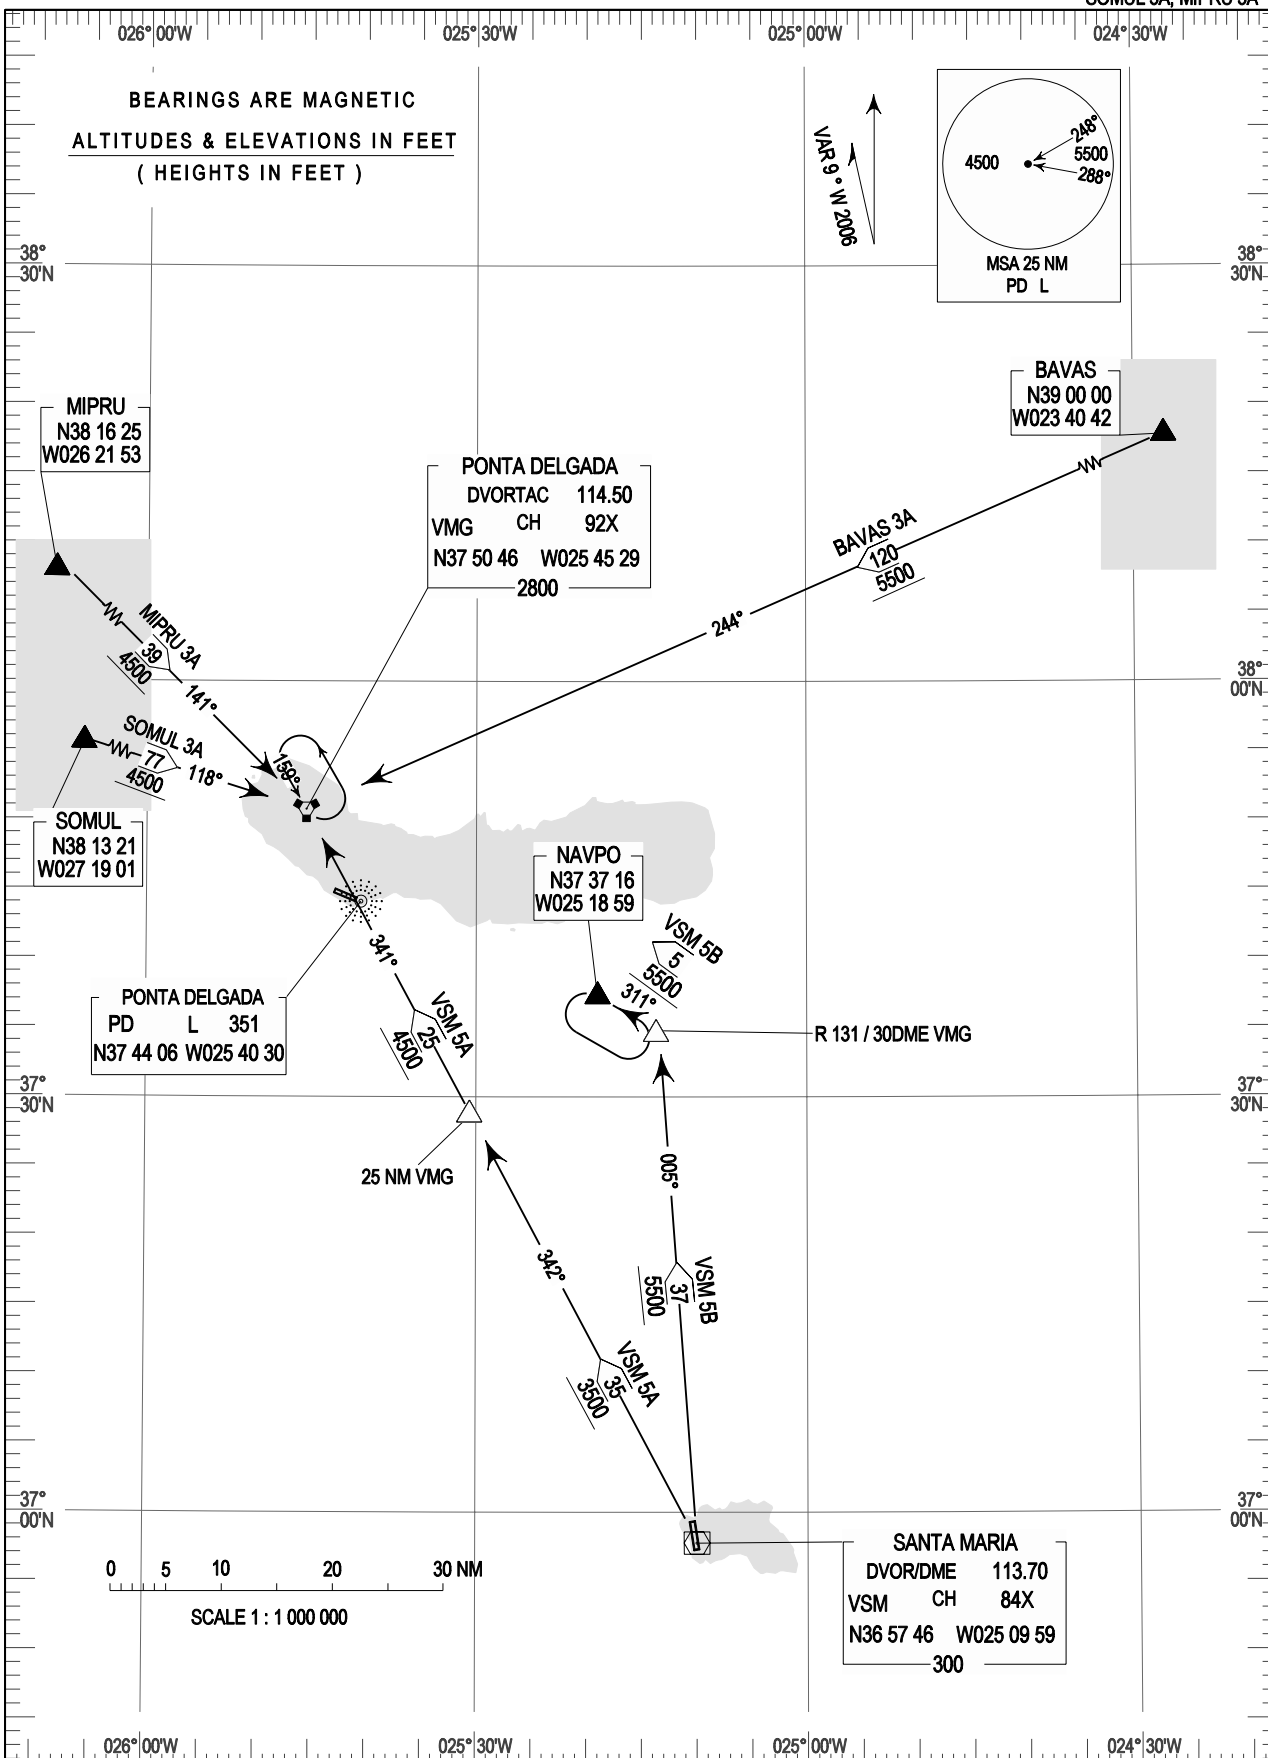 026° 00'W
025° 30'W
025° 00'W
024° 30'W
BEARINGS ARE MAGNETIC
ALTITUDES & ELEVATIONS IN FEET
( HEIGHTS IN FEET )
VAR 9 ° W 2006
248°
4500
5500
288°
MSA 25 NM
PD L
38°
30'N
38°
30'N
BAVAS
N39 00 00
W023 40 42
MIPRU
N38 16 25
W026 21 53
PONTA DELGADA
DVORTAC 114.50
VMG CH 92X
N37 50 46 W025 45 29
2800
BAVAS 3A
120
5500
244°
MIPRU 3A
39
4500
141°
38°
00'N
SOMUL 3A
77
4500
118°
159°
SOMUL
N38 13 21
W027 19 01
NAVPO
N37 37 16
W025 18 59
VSM 5B
5
5500
311°
341°
PONTA DELGADA
PD L 351
N37 44 06 W025 40 30
VSM 5A
25
4500
R 131 / 30DME VMG
37°
30'N
37°
30'N
25 NM VMG
005°
342°
VSM 5B
37
5500
VSM 5A
35
3500
37°
00'N
37°
00'N
SANTA MARIA
DVOR/DME 113.70
VSM CH 84X
N36 57 46 W025 09 59
300
0 5 10 20 30 NM
SCALE 1 : 1 000 000
026° 00'W
025° 30'W
025° 00'W
024° 30'W